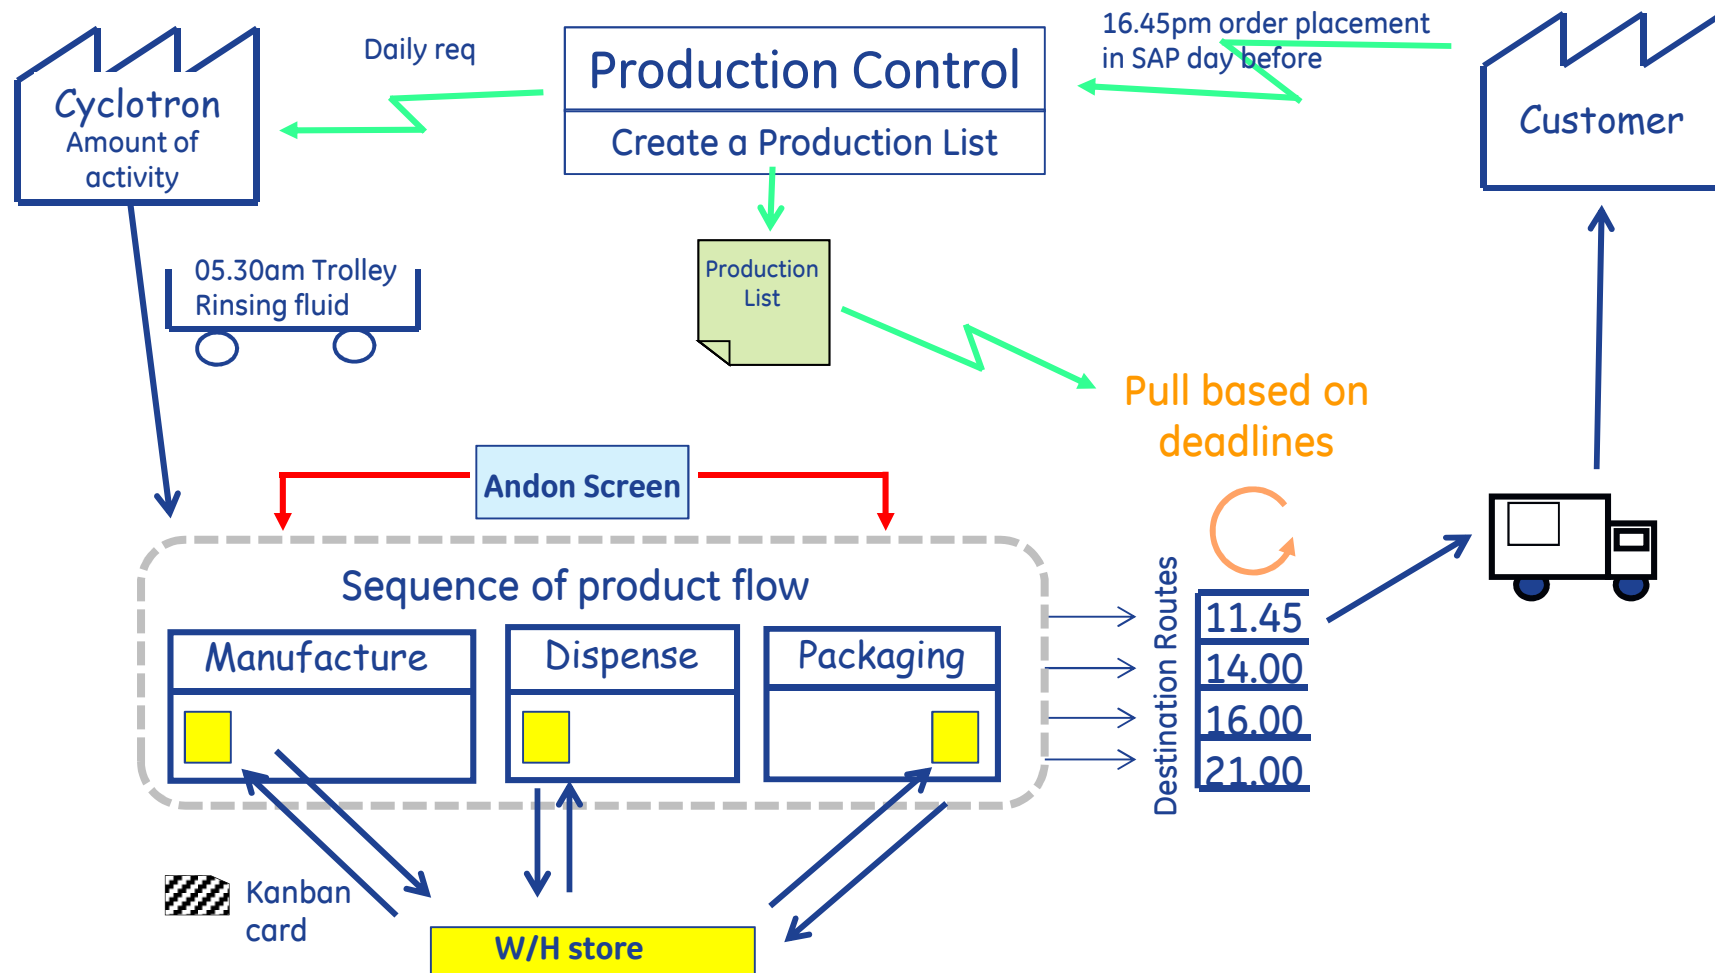 Cyclotron
Amount of
activity
Daily req
Production Control
Create a Production List
16.45pm order placement
in SAP day before
Customer
05.30am Trolley
Rinsing fluid
Production
List
Pull based on
deadlines
Andon Screen
Sequence of product flow
Manufacture
Dispense
Packaging
Destination Routes
11.45
14.00
16.00
21.00
Kanban
card
W/H store